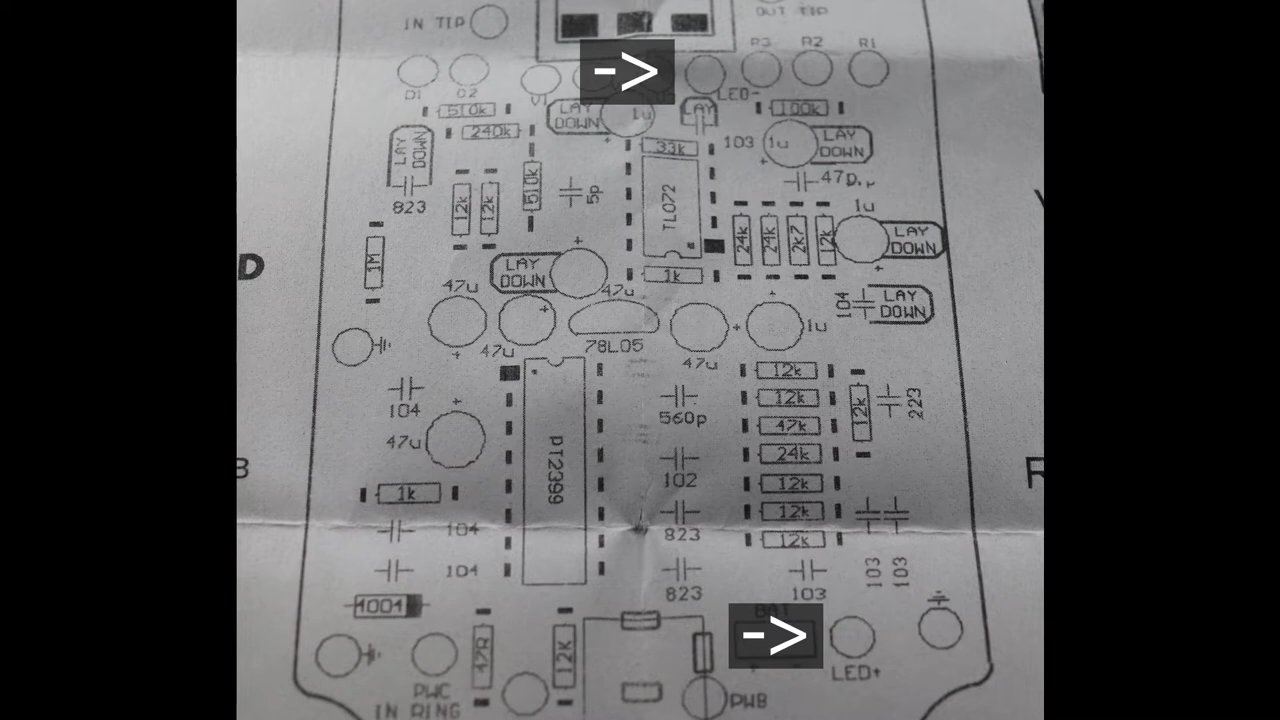 OUT TIP
IN TIP
->
R3 R2 R1
D1 D2 V1 LED-
510k LAY DOWN 1u LAY 100k
240k
LAY DOWN 33k 103 1u LAY DOWN
47p
823 12k 12k 510k 5p TL072
1u
24k 24k 2k7 12k LAY DOWN
1M
LAY DOWN 1k
47u 47u 104 LAY DOWN
1u
47u 78L05 47u
12k
104 560p 12k 12k 223
47u PT2399 47k
24k
D
B
R
102 12k
1k
104 823 12k
12k
104 823 103 103 103
1004
BAT
->
47R 12K LED+
PWC
IN RING PWB